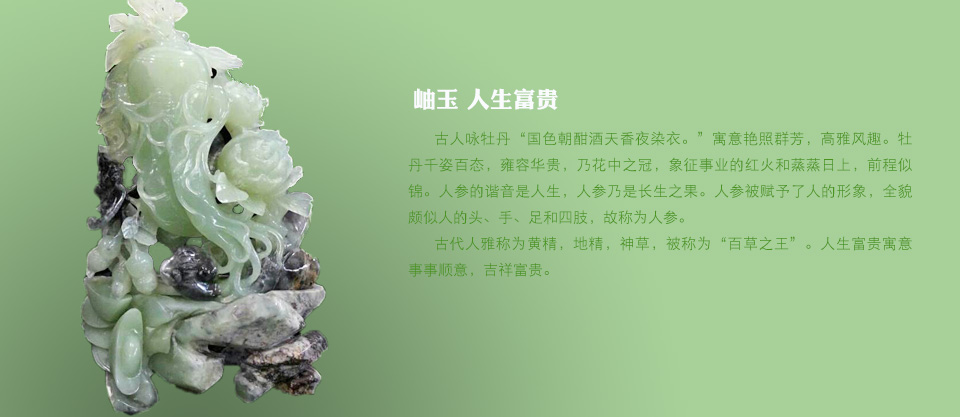 岫玉 人生富贵
古人咏牡丹“国色朝酣酒天香夜染衣。”寓意艳照群芳，高雅风趣。牡
丹千姿百态，雍容华贵，乃花中之冠，象征事业的红火和蒸蒸日上，前程似
锦。人参的谐音是人生，人参乃是长生之果。人参被赋予了人的形象，全貌
颇似人的头、手、足和四肢，故称为人参。
古代人雅称为黄精，地精，神草，被称为“百草之王”。人生富贵寓意
事事顺意，吉祥富贵。